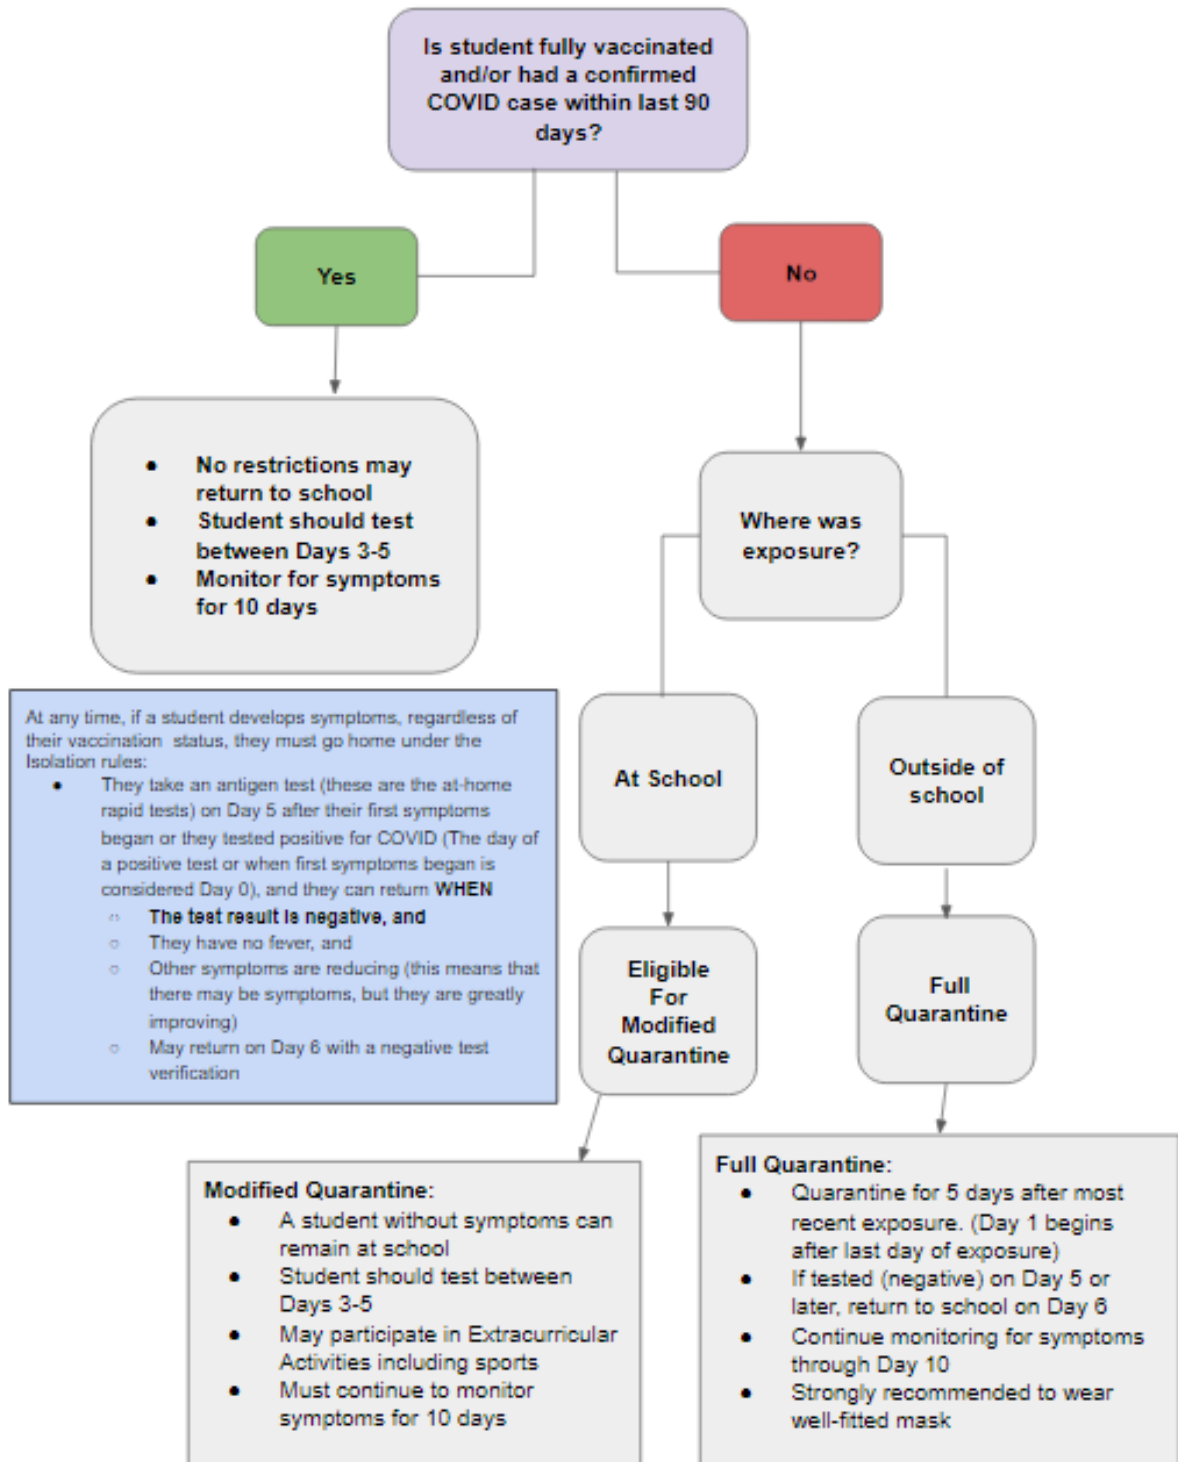 Is student fully vaccinated
and/or had a confirmed
COVID case within last 90
days?
Yes
No
● No restrictions may
return to school
● Student should test
between Days 3-5
● Monitor for symptoms
for 10 days
Where was
exposure?
At any time, if a student develops symptoms, regardless of
their vaccination status, they must go home under the
Isolation rules:
● They take an antigen test (these are the at-home
rapid tests) on Day 5 after their first symptoms
began or they tested positive for COVID (The day of
a positive test or when first symptoms began is
considered Day 0), and they can return WHEN
○ The test result is negative, and
○ They have no fever, and
○ Other symptoms are reducing (this means that
there may be symptoms, but they are greatly
improving)
○ May return on Day 6 with a negative test
verification
At School
Outside of
school
Eligible
For
Modified
Quarantine
Full
Quarantine
Modified Quarantine:
● A student without symptoms can
remain at school
● Student should test between
Days 3-5
● May participate in Extracurricular
Activities including sports
● Must continue to monitor
symptoms for 10 days
Full Quarantine:
● Quarantine for 5 days after most
recent exposure. (Day 1 begins
after last day of exposure)
● If tested (negative) on Day 5 or
later, return to school on Day 6
● Continue monitoring for symptoms
through Day 10
● Strongly recommended to wear
well-fitted mask